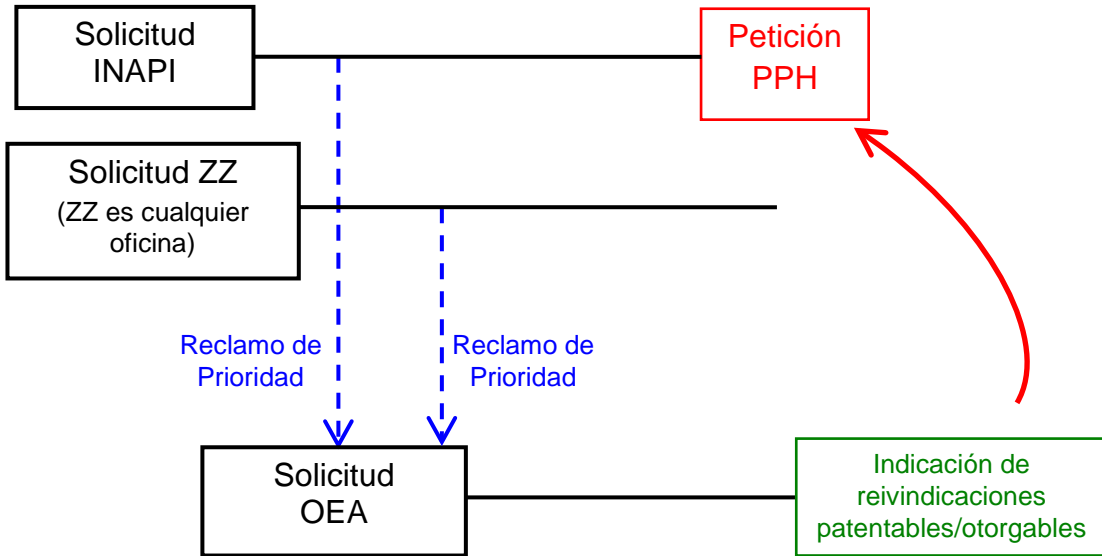 Solicitud
INAPI
Petición
PPH
Solicitud ZZ
(ZZ es cualquier
oficina)
Reclamo de
Prioridad
Reclamo de
Prioridad
Solicitud
OEA
Indicación de
reivindicaciones
patentables/otorgables